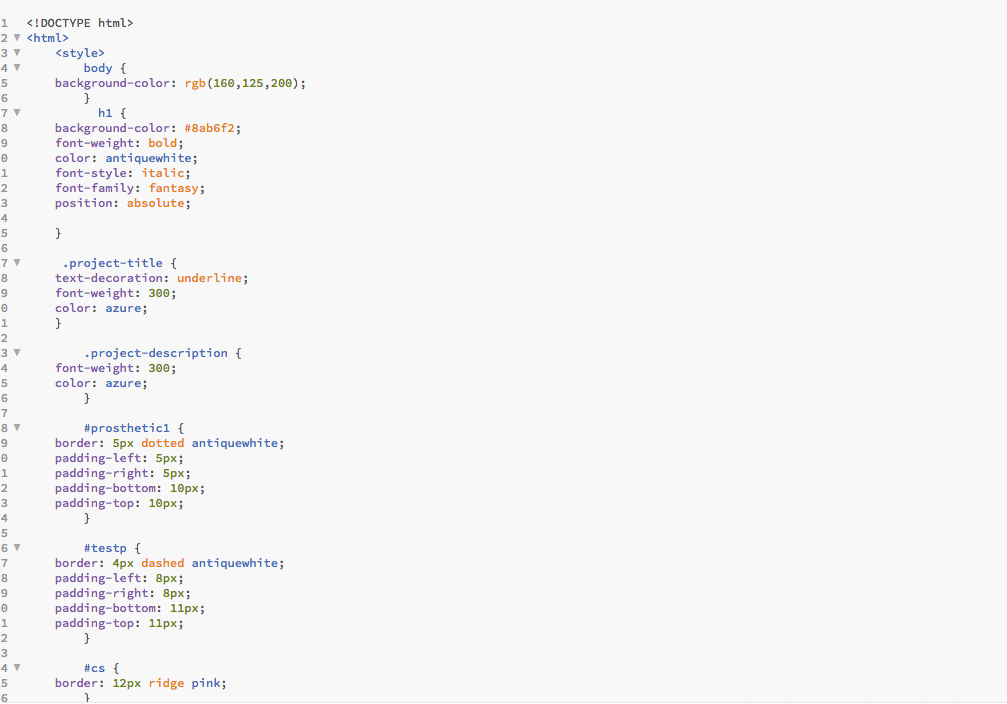 1 <!DOCTYPE html>
2 ▼ <html>
3 ▼ <style>
4 ▼ body {
5 background-color: rgb(160,125,200);
6 }
7 ▼ h1 {
8 background-color: #8ab6f2;
9 font-weight: bold;
0 color: antiquewhite;
1 font-style: italic;
2 font-family: fantasy;
3 position: absolute;
4
5 }
6
7 ▼ .project-title {
8 text-decoration: underline;
9 font-weight: 300;
0 color: azure;
1 }
2
3 ▼ .project-description {
4 font-weight: 300;
5 color: azure;
6 }
7
8 ▼ #prosthetic1 {
9 border: 5px dotted antiquewhite;
0 padding-left: 5px;
1 padding-right: 5px;
2 padding-bottom: 10px;
3 padding-top: 10px;
4 }
5
6 ▼ #testp {
7 border: 4px dashed antiquewhite;
8 padding-left: 8px;
9 padding-right: 8px;
0 padding-bottom: 11px;
1 padding-top: 11px;
2 }
3
4 ▼ #cs {
5 border: 12px ridge pink;
6 }